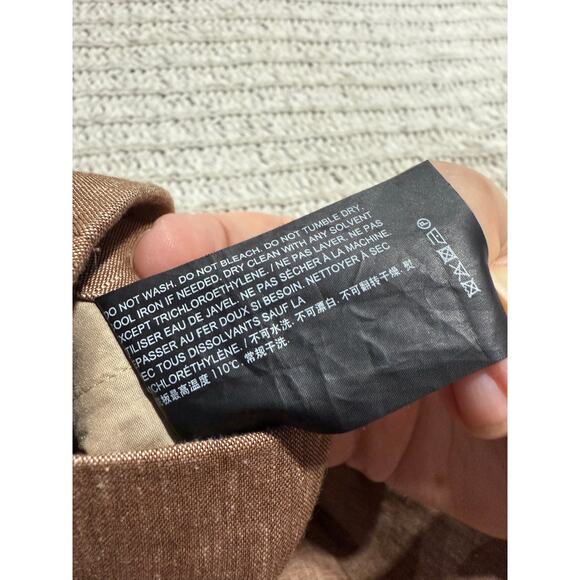 DO NOT WASH. DO NOT BLEACH. DO NOT TUMBLE DRY.
COOL IRON IF NEEDED. DRY CLEAN WITH ANY SOLVENT
EXCEPT TRICHLOROETHYLENE. / NE PAS LAVER. NE PAS
UTILISER EAU DE JAVEL. NE PAS SÉCHER À LA MACHINE.
REPASSER AU FER DOUX SI BESOIN. NETTOYER À
SEC TOUS DISSOLVANTS SAUF LA
TRICHLORÉTHYLÈNE. / 不可水洗. 不可漂白. 不可翻转干燥. 熨
板最高温度 110°C. 常规干洗.